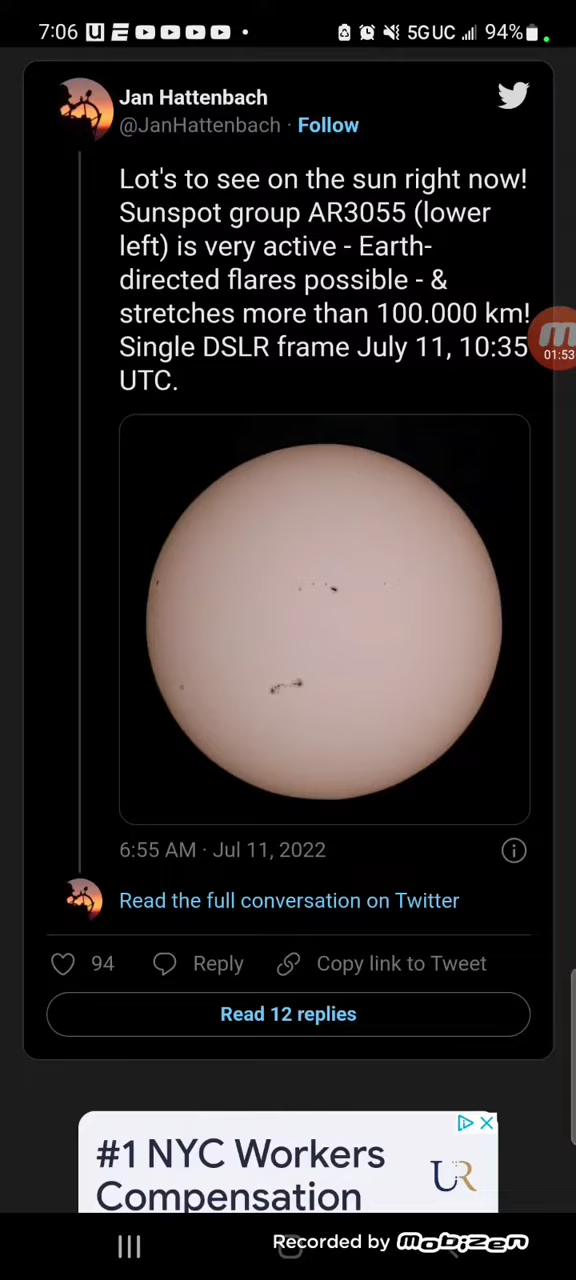 7:06 5GUC 94%
Jan Hattenbach
@JanHattenbach · Follow
Lot's to see on the sun right now!
Sunspot group AR3055 (lower
left) is very active - Earth-
directed flares possible - &
stretches more than 100.000 km!
Single DSLR frame July 11, 10:35
UTC.
01:53
6:55 AM · Jul 11, 2022
Read the full conversation on Twitter
94 Reply Copy link to Tweet
Read 12 replies
#1 NYC Workers
Compensation
UR
Recorded by mobizen